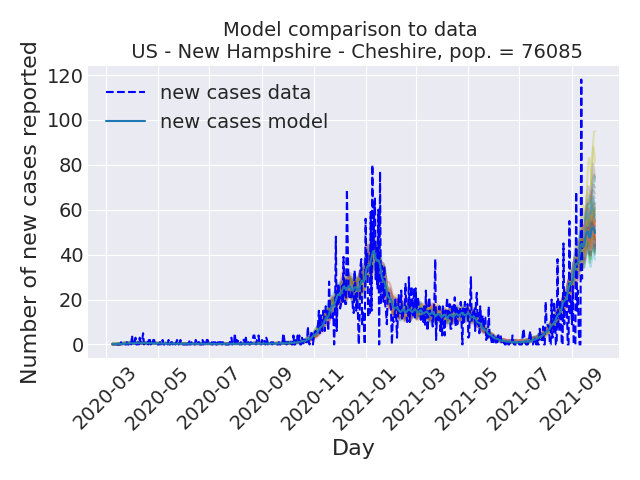 Model comparison to data
US - New Hampshire - Cheshire, pop. = 76085
Number of new cases reported
120
100
80
60
40
20
0
new cases data
new cases model
2020-03
2020-05
2020-07
2020-09
2020-11
2021-01
2021-03
2021-05
2021-07
2021-09
Day